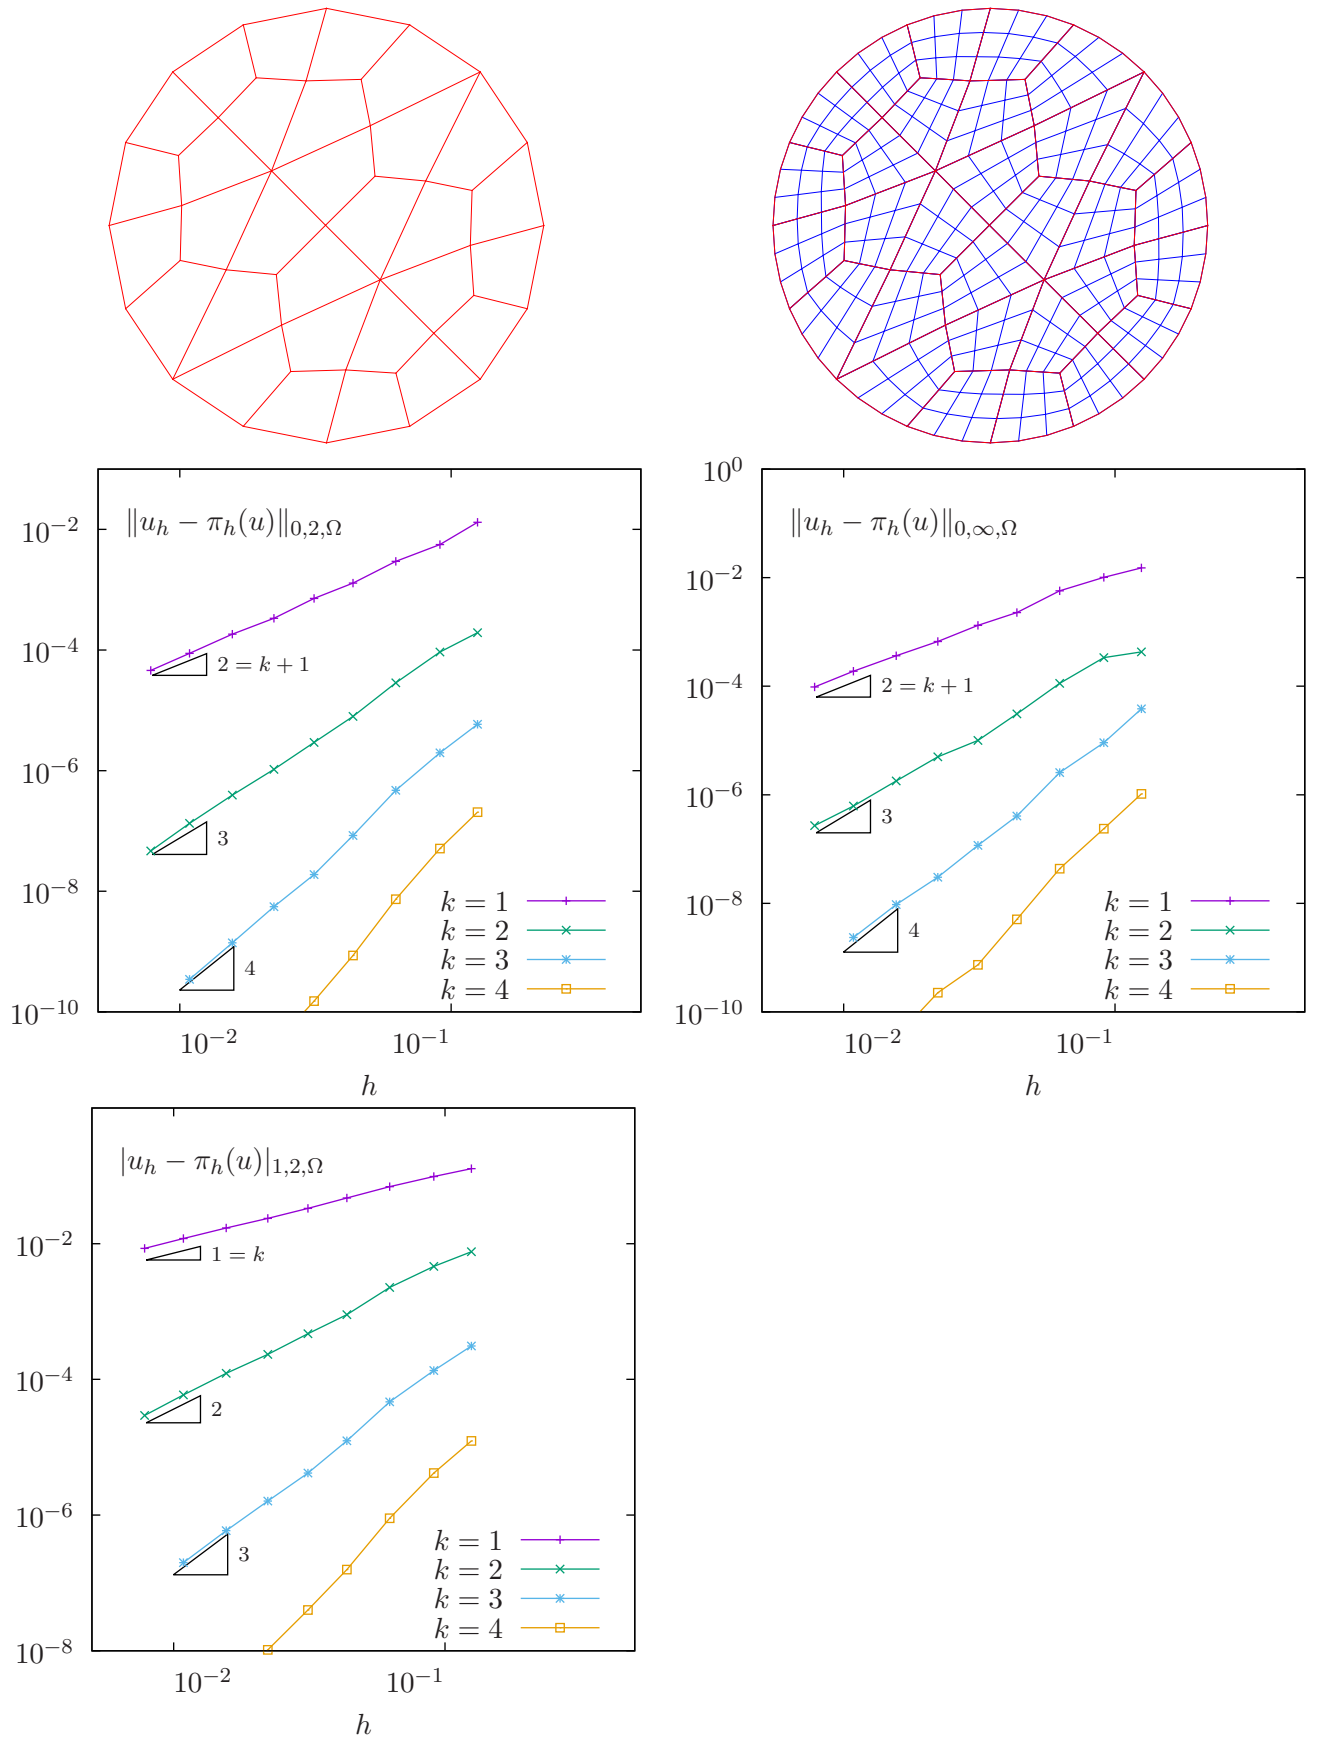 ‖u_h − π_h(u)‖_{0,2,Ω}
10^{−2}
10^{−4}
10^{−6}
10^{−8}
10^{−10}
2 = k + 1
3
4
k = 1
k = 2
k = 3
k = 4
10^{−2} 10^{−1}
h
‖u_h − π_h(u)‖_{0,∞,Ω}
10^{0}
10^{−2}
10^{−4}
10^{−6}
10^{−8}
10^{−10}
2 = k + 1
3
4
k = 1
k = 2
k = 3
k = 4
10^{−2} 10^{−1}
h
|u_h − π_h(u)|_{1,2,Ω}
10^{−2}
10^{−4}
10^{−6}
10^{−8}
1 = k
2
3
k = 1
k = 2
k = 3
k = 4
10^{−2} 10^{−1}
h